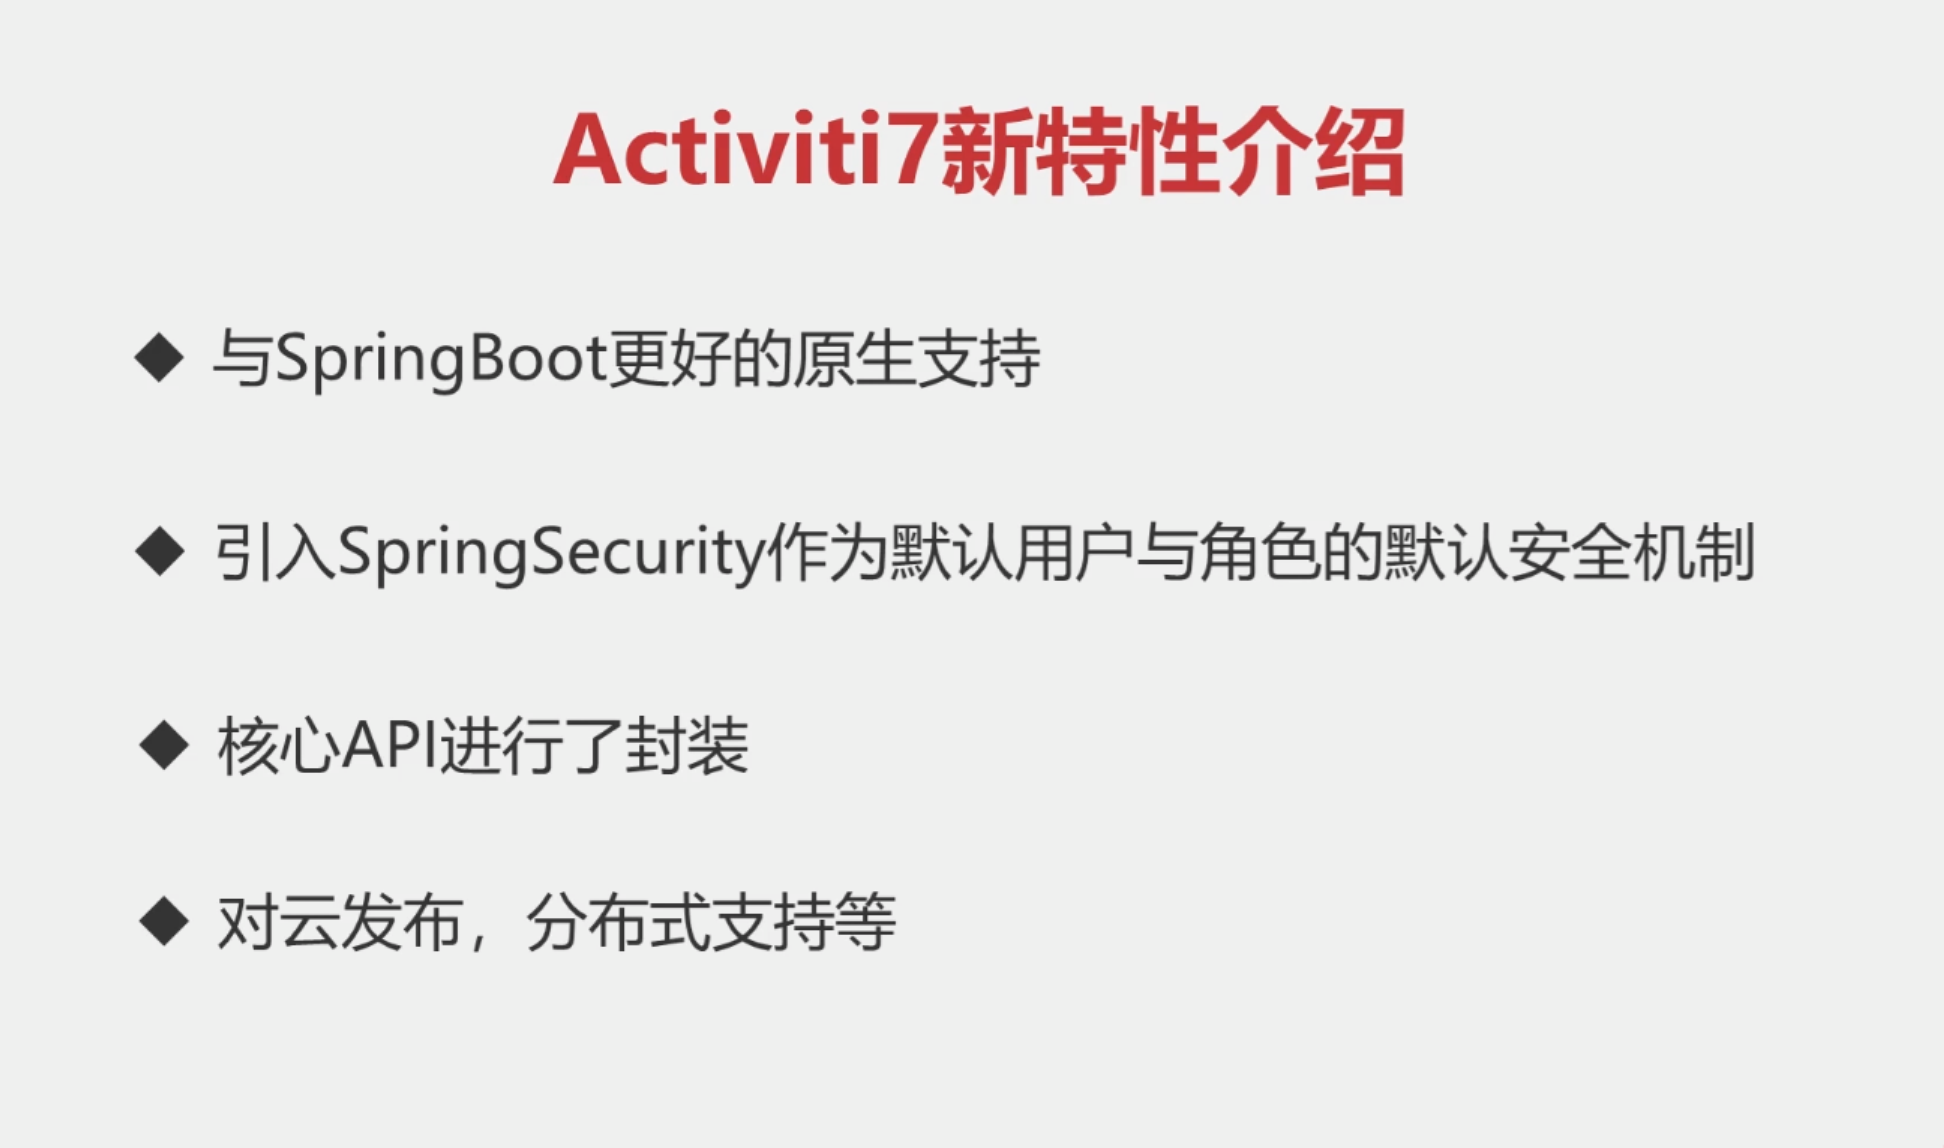 Activiti7新特性介绍
◆ 与SpringBoot更好的原生支持
◆ 引入SpringSecurity作为默认用户与角色的默认安全机制
◆ 核心API进行了封装
◆ 对云发布，分布式支持等